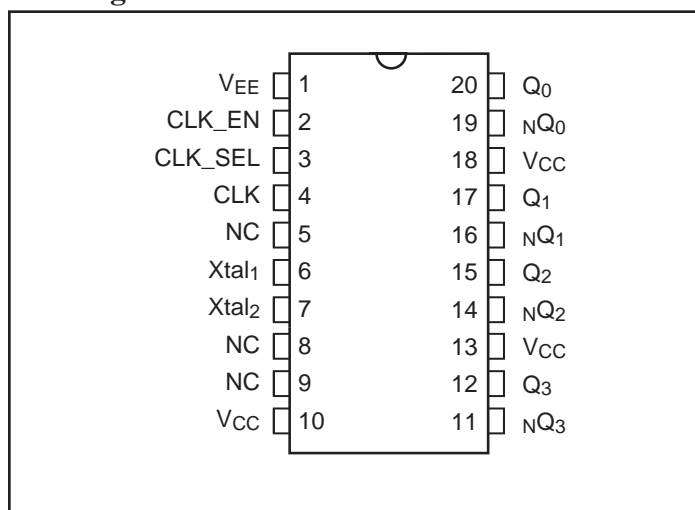 VEE 1 20 Q0
CLK_EN 2 19 NQ0
CLK_SEL 3 18 VCC
CLK 4 17 Q1
NC 5 16 NQ1
Xtal1 6 15 Q2
Xtal2 7 14 NQ2
NC 8 13 VCC
NC 9 12 Q3
VCC 10 11 NQ3